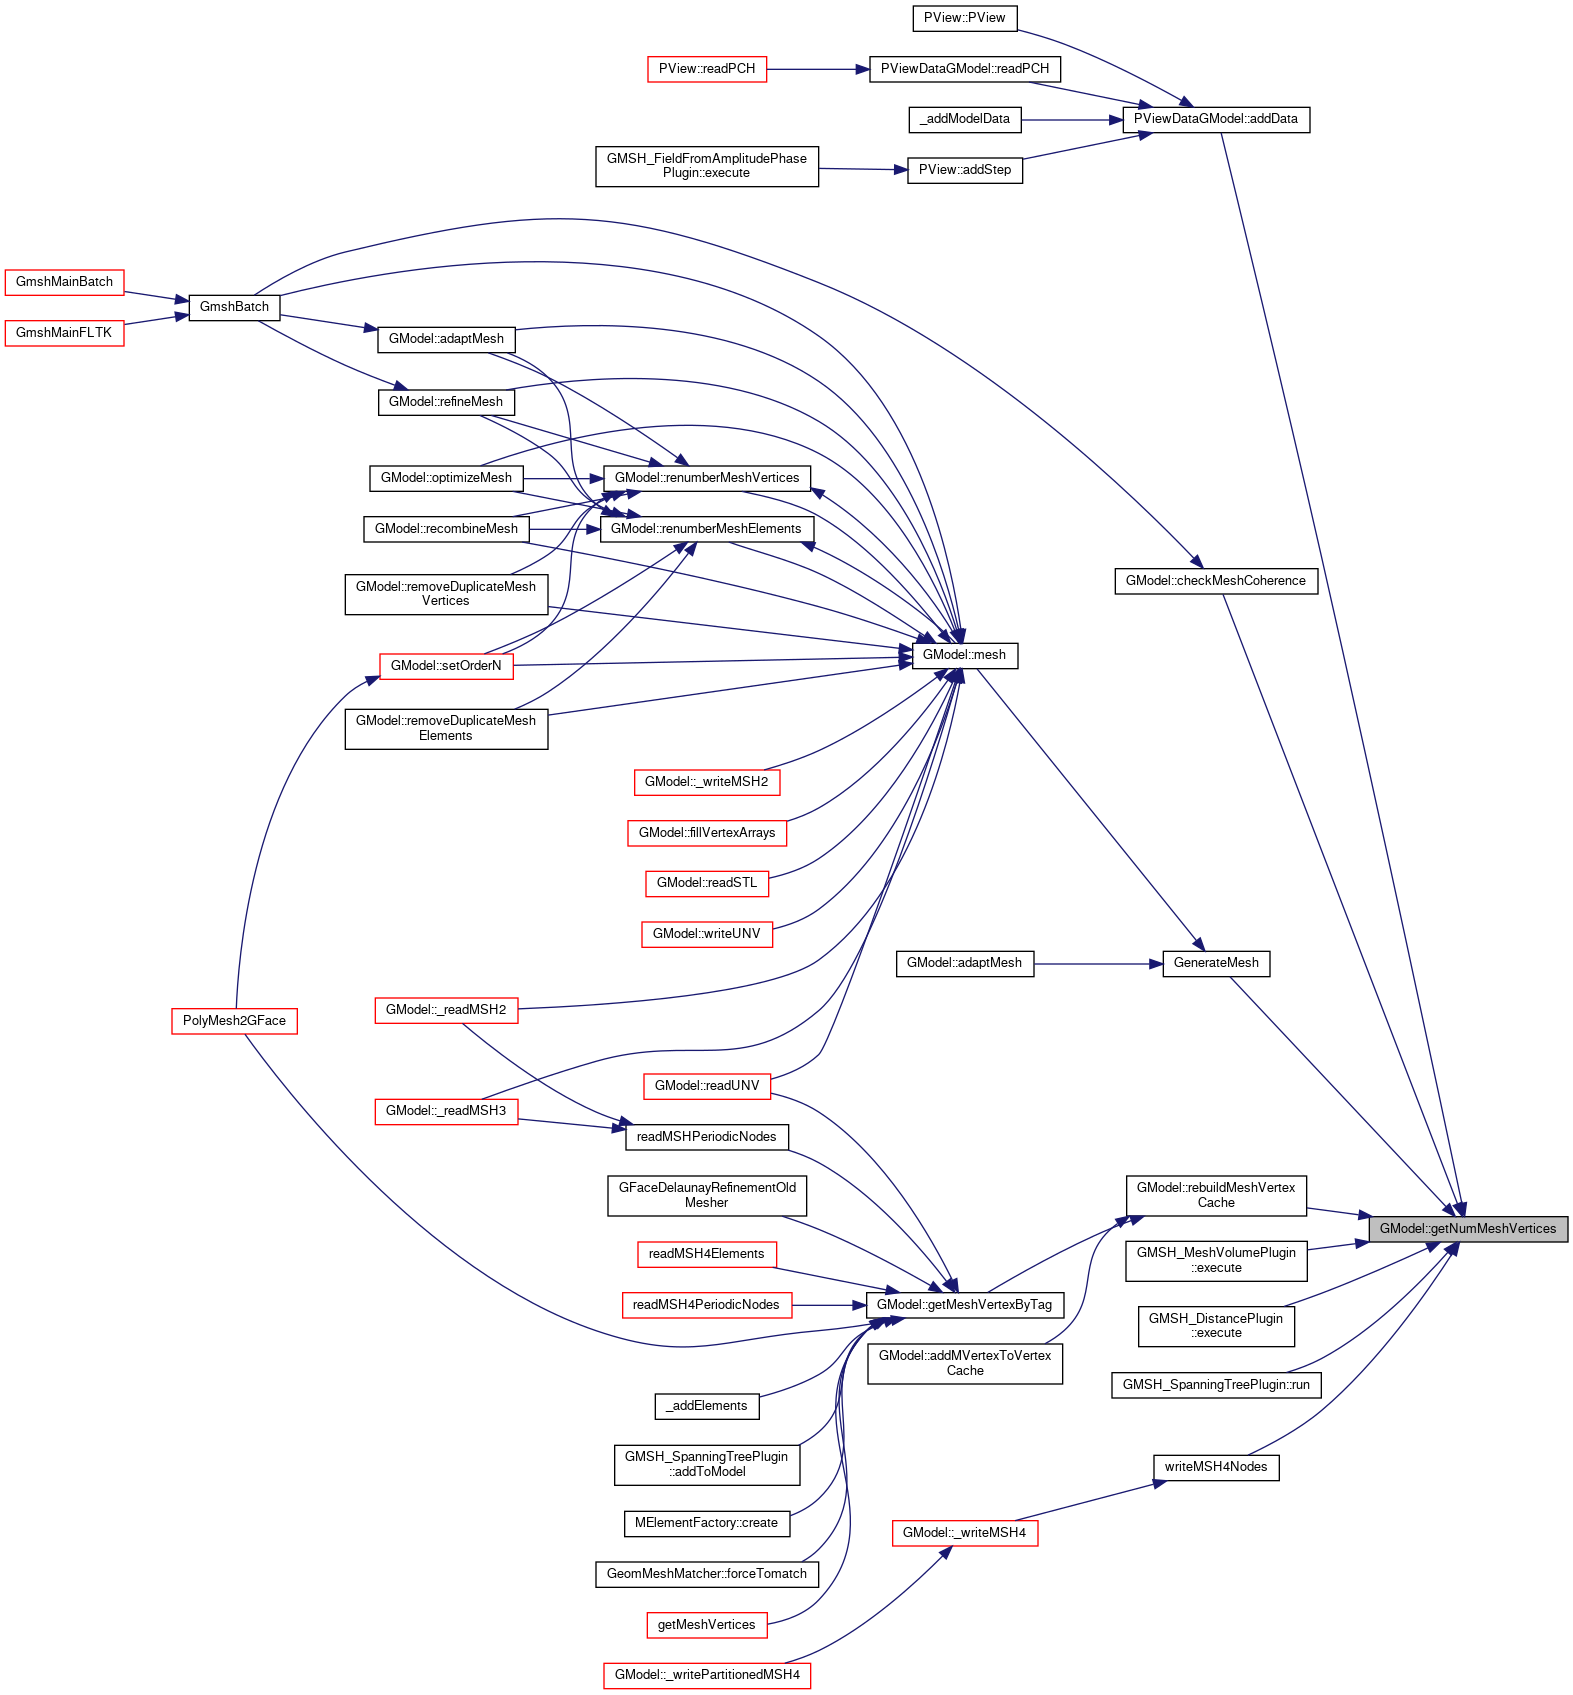 PView::PView
PView::readPCH
PViewDataGModel::readPCH
_addModelData
PViewDataGModel::addData
GMSH_FieldFromAmplitudePhase
Plugin::execute
PView::addStep
GmshMainBatch
GmshBatch
GmshMainFLTK
GModel::adaptMesh
GModel::refineMesh
GModel::optimizeMesh
GModel::renumberMeshVertices
GModel::recombineMesh
GModel::renumberMeshElements
GModel::checkMeshCoherence
GModel::removeDuplicateMesh
Vertices
GModel::mesh
GModel::setOrderN
GModel::removeDuplicateMesh
Elements
GModel::_writeMSH2
GModel::fillVertexArrays
GModel::readSTL
GModel::writeUNV
GModel::adaptMesh
GenerateMesh
GModel::_readMSH2
PolyMesh2GFace
GModel::readUNV
GModel::_readMSH3
readMSHPeriodicNodes
GFaceDelaunayRefinementOld
Mesher
GModel::rebuildMeshVertex
Cache
GModel::getNumMeshVertices
readMSH4Elements
GMSH_MeshVolumePlugin
::execute
readMSH4PeriodicNodes
GModel::getMeshVertexByTag
GMSH_DistancePlugin
::execute
GModel::addMVertexToVertex
Cache
GMSH_SpanningTreePlugin::run
_addElements
GMSH_SpanningTreePlugin
::addToModel
writeMSH4Nodes
MElementFactory::create
GModel::_writeMSH4
GeomMeshMatcher::forceTomatch
getMeshVertices
GModel::_writePartitionedMSH4